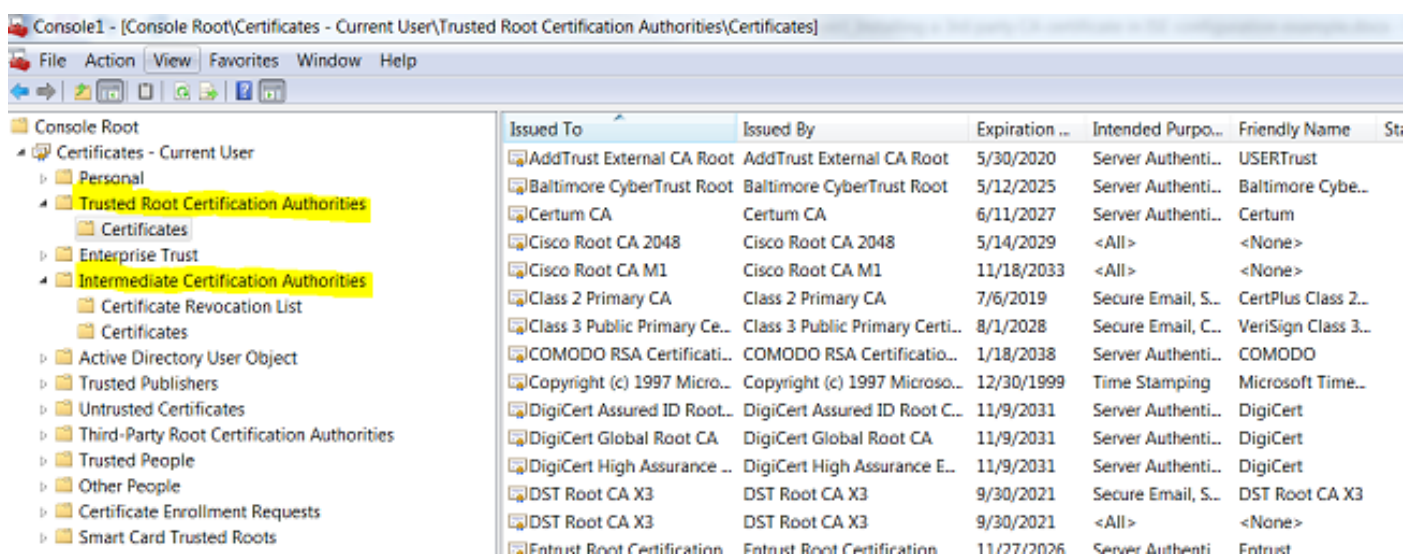 Console1 - [Console Root\Certificates - Current User\Trusted Root Certification Authorities\Certificates]
File Action View Favorites Window Help
Console Root
Certificates - Current User
Personal
Trusted Root Certification Authorities
Certificates
Enterprise Trust
Intermediate Certification Authorities
Certificate Revocation List
Certificates
Active Directory User Object
Trusted Publishers
Untrusted Certificates
Third-Party Root Certification Authorities
Trusted People
Other People
Certificate Enrollment Requests
Smart Card Trusted Roots
Issued To Issued By Expiration ... Intended Purpo... Friendly Name Sta
AddTrust External CA Root AddTrust External CA Root 5/30/2020 Server Authenti... USERTrust
Baltimore CyberTrust Root Baltimore CyberTrust Root 5/12/2025 Server Authenti... Baltimore Cybe...
Certum CA Certum CA 6/11/2027 Server Authenti... Certum
Cisco Root CA 2048 Cisco Root CA 2048 5/14/2029 <All> <None>
Cisco Root CA M1 Cisco Root CA M1 11/18/2033 <All> <None>
Class 2 Primary CA Class 2 Primary CA 7/6/2019 Secure Email, S... CertPlus Class 2...
Class 3 Public Primary Ce... Class 3 Public Primary Certi... 8/1/2028 Secure Email, C... VeriSign Class 3...
COMODO RSA Certificati... COMODO RSA Certificatio... 1/18/2038 Server Authenti... COMODO
Copyright (c) 1997 Micro... Copyright (c) 1997 Microso... 12/30/1999 Time Stamping Microsoft Time...
DigiCert Assured ID Root... DigiCert Assured ID Root C... 11/9/2031 Server Authenti... DigiCert
DigiCert Global Root CA DigiCert Global Root CA 11/9/2031 Server Authenti... DigiCert
DigiCert High Assurance ... DigiCert High Assurance E... 11/9/2031 Server Authenti... DigiCert
DST Root CA X3 DST Root CA X3 9/30/2021 Secure Email, S... DST Root CA X3
DST Root CA X3 DST Root CA X3 9/30/2021 <All> <None>
Entrust Root Certification Entrust Root Certification 11/27/2026 Server Authenti Entrust